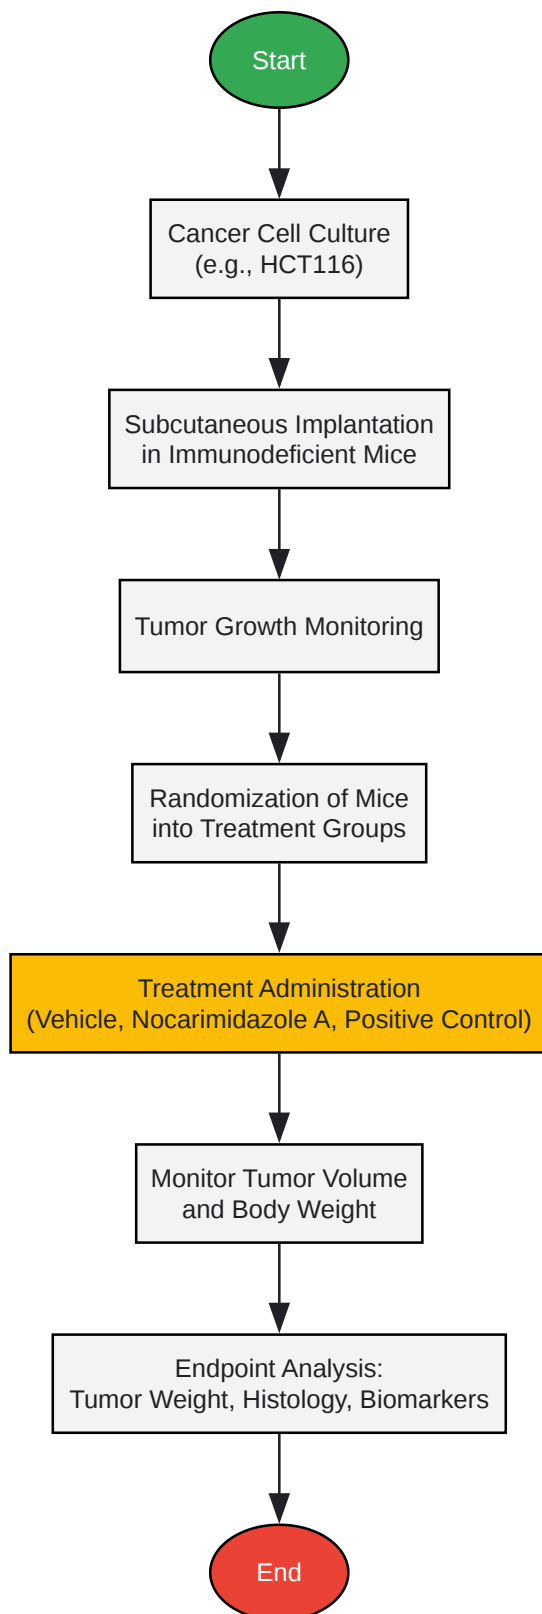 Start
Cancer Cell Culture
(e.g., HCT116)
Subcutaneous Implantation
in Immunodeficient Mice
Tumor Growth Monitoring
Randomization of Mice
into Treatment Groups
Treatment Administration
(Vehicle, Nocarimidazole A, Positive Control)
Monitor Tumor Volume
and Body Weight
Endpoint Analysis:
Tumor Weight, Histology, Biomarkers
End